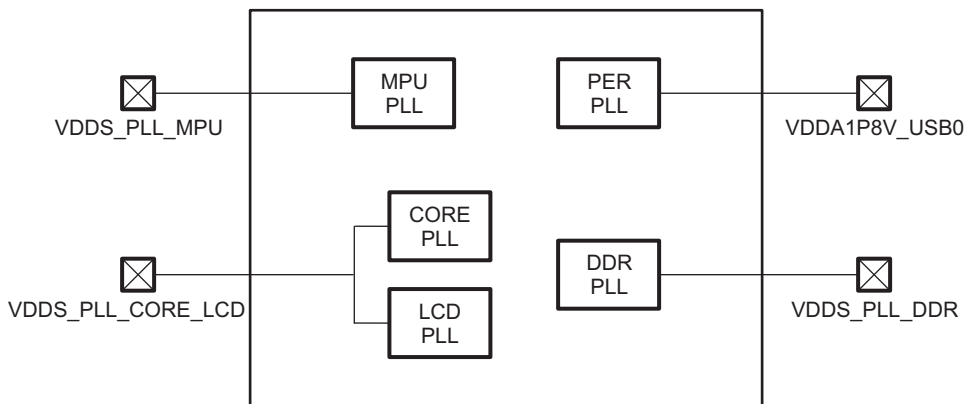 MPU
PLL
PER
PLL
VDDS_PLL_MPU
VDDA1P8V_USB0
CORE
PLL
DDR
PLL
VDDS_PLL_CORE_LCD
LCD
PLL
VDDS_PLL_DDR